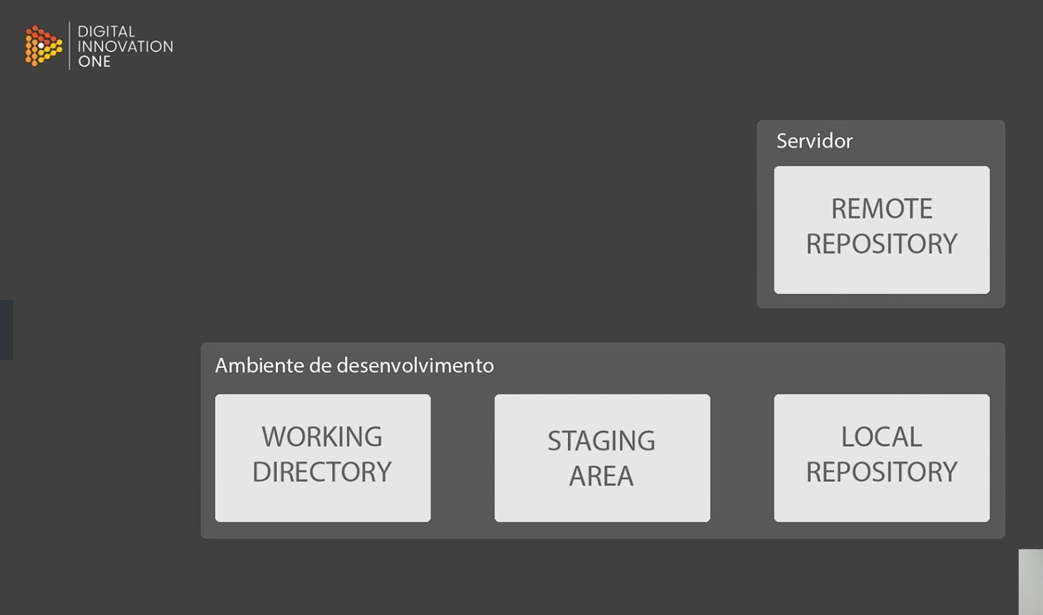 DIGITAL
INNOVATION
ONE
Servidor
REMOTE
REPOSITORY
Ambiente de desenvolvimento
WORKING
DIRECTORY
STAGING
AREA
LOCAL
REPOSITORY